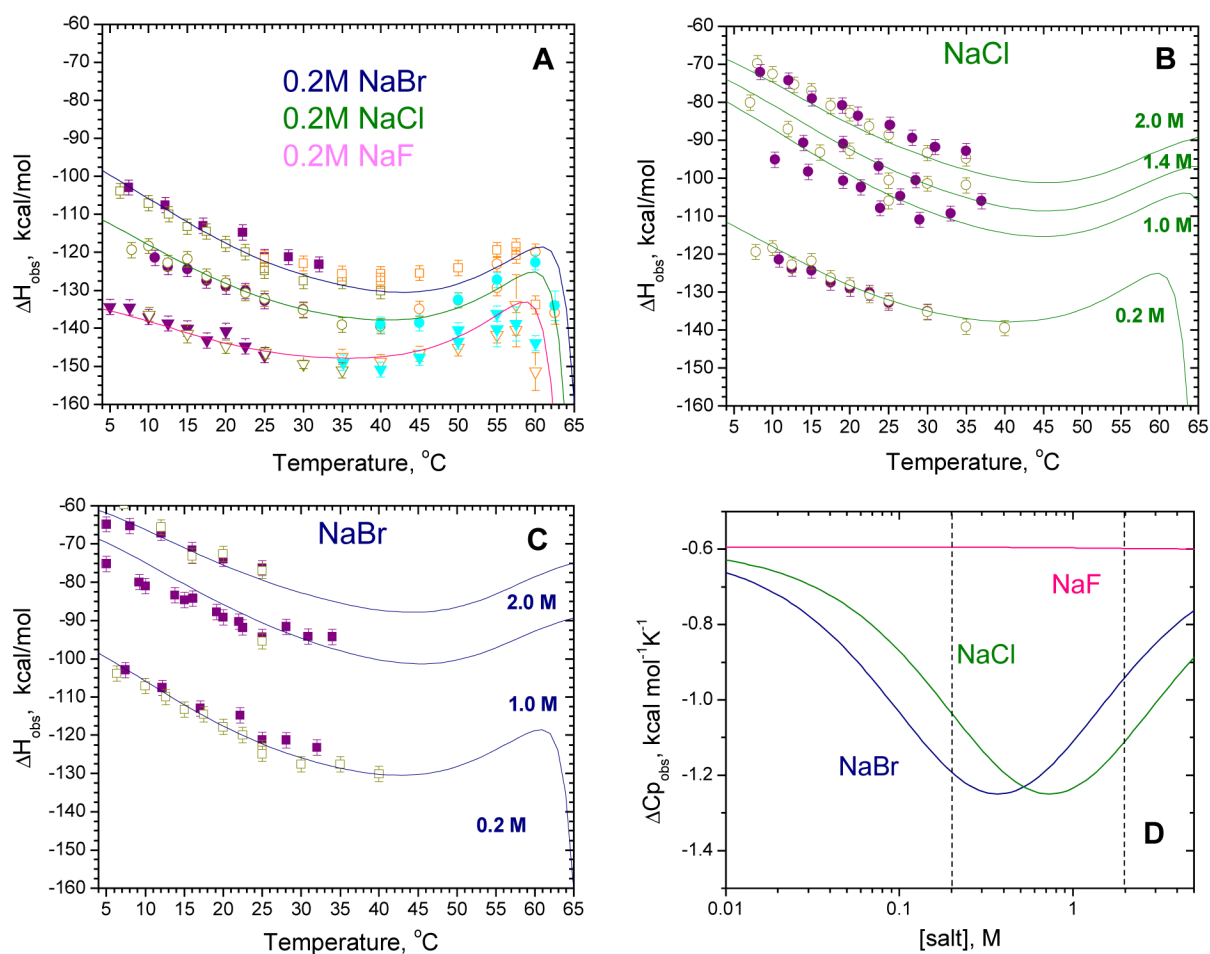 A
0.2M NaBr
0.2M NaCl
0.2M NaF
ΔH_obs, kcal/mol
-60
-70
-80
-90
-100
-110
-120
-130
-140
-150
-160
5 10 15 20 25 30 35 40 45 50 55 60 65
Temperature, °C
B
NaCl
2.0 M
1.4 M
1.0 M
0.2 M
ΔH_obs, kcal/mol
-60
-70
-80
-90
-100
-110
-120
-130
-140
-150
-160
5 10 15 20 25 30 35 40 45 50 55 60 65
Temperature, °C
C
NaBr
2.0 M
1.0 M
0.2 M
ΔH_obs, kcal/mol
-60
-70
-80
-90
-100
-110
-120
-130
-140
-150
-160
5 10 15 20 25 30 35 40 45 50 55 60 65
Temperature, °C
ΔCp_obs, kcal mol⁻¹K⁻¹
-0.6
-0.8
-1.0
-1.2
-1.4
NaF
NaCl
NaBr
D
0.01 0.1 1
[salt], M